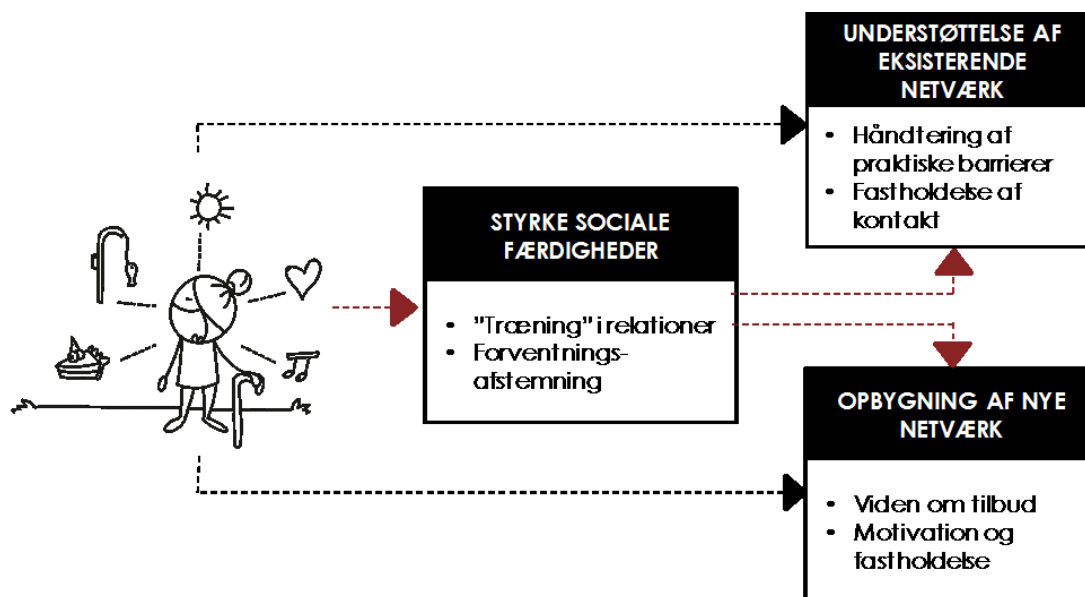 UNDERSTØTTELSE AF
EKSISTERENDE
NETVÆRK
• Håndtering af
praktiske barrierer
• Fastholdelse af
kontakt
STYRKE SOCIALE
FÆRDIGHEDER
• "Træning" i relationer
• Forventnings-
afstemning
OPBYGNING AF NYE
NETVÆRK
• Viden om tilbud
• Motivation og
fastholdelse